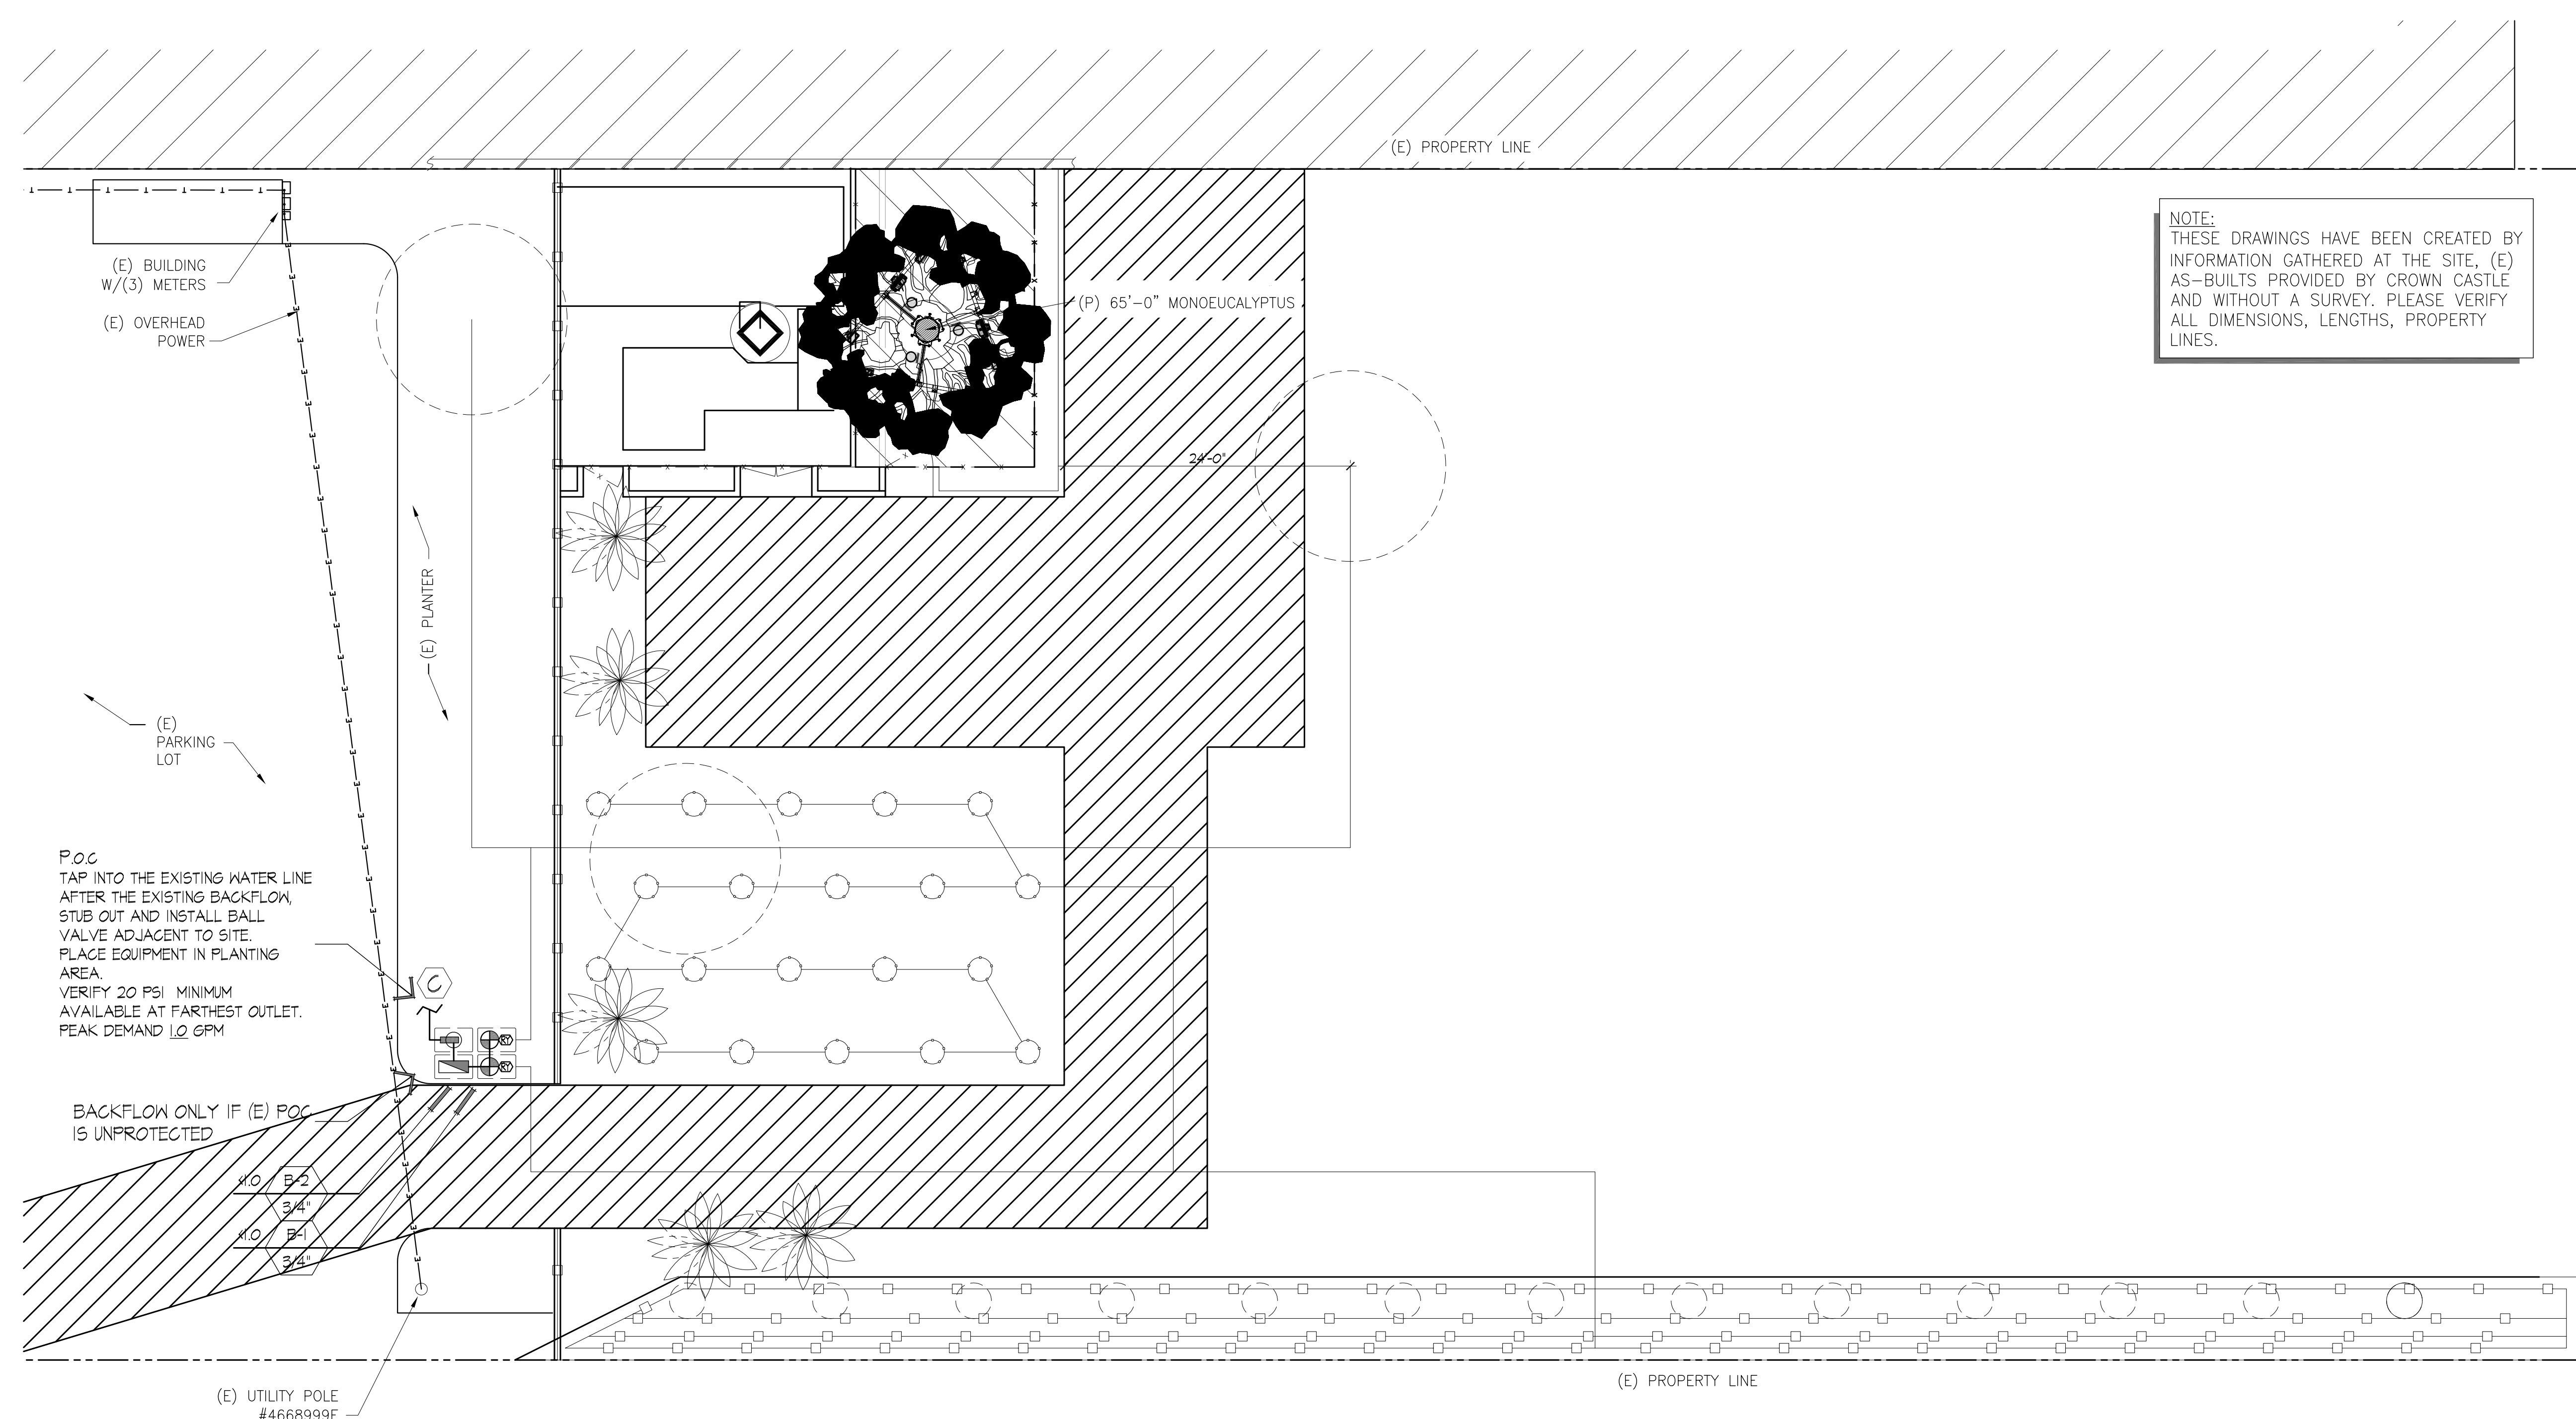 (E) PROPERTY LINE
NOTE:
THESE DRAWINGS HAVE BEEN CREATED BY
INFORMATION GATHERED AT THE SITE, (E)
AS-BUILTS PROVIDED BY CROWN CASTLE
AND WITHOUT A SURVEY. PLEASE VERIFY
ALL DIMENSIONS, LENGTHS, PROPERTY
LINES.
(E) BUILDING
W/(3) METERS
(E) OVERHEAD
POWER
(P) 65'-0" MONOEUCALYPTUS
24'-0"
(E) PLANTER
(E)
PARKING
LOT
P.O.C
TAP INTO THE EXISTING WATER LINE
AFTER THE EXISTING BACKFLOW,
STUB OUT AND INSTALL BALL
VALVE ADJACENT TO SITE.
PLACE EQUIPMENT IN PLANTING
AREA.
VERIFY 20 PSI MINIMUM
AVAILABLE AT FARTHEST OUTLET.
PEAK DEMAND 1.0 GPM
C
BACKFLOW ONLY IF (E) POC
IS UNPROTECTED
<1.0 B-2
3/4"
<1.0 B-1
3/4"
(E) PROPERTY LINE
(E) UTILITY POLE
#4668999E